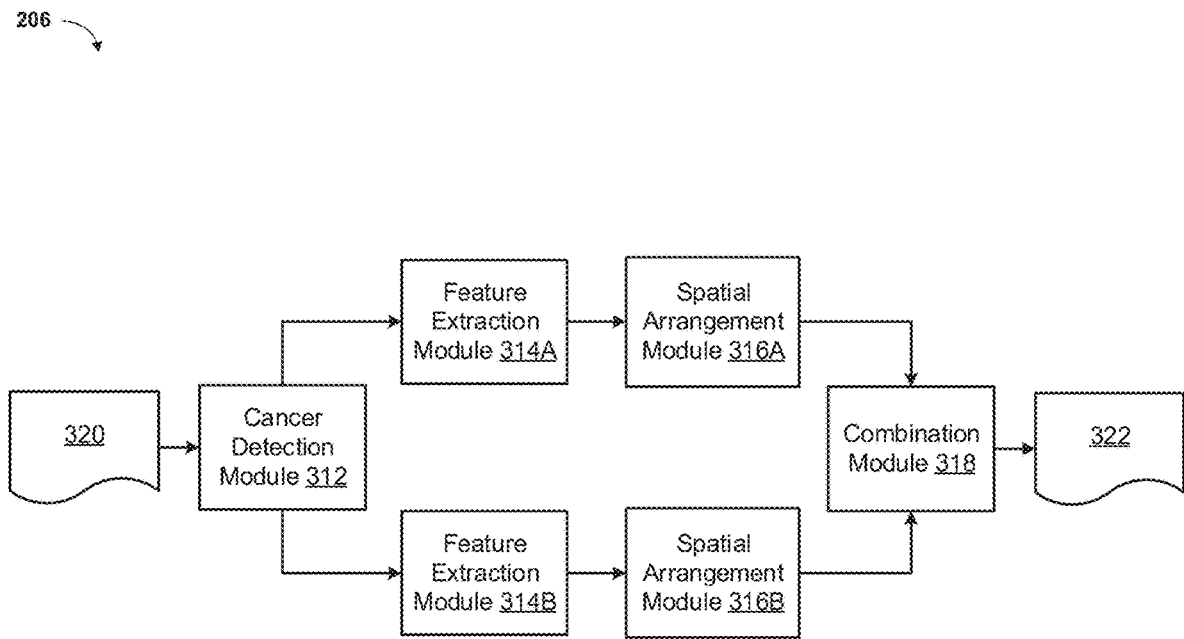 206
Feature
Extraction
Module 314A
Spatial
Arrangement
Module 316A
320
Cancer
Detection
Module 312
Combination
Module 318
322
Feature
Extraction
Module 314B
Spatial
Arrangement
Module 316B